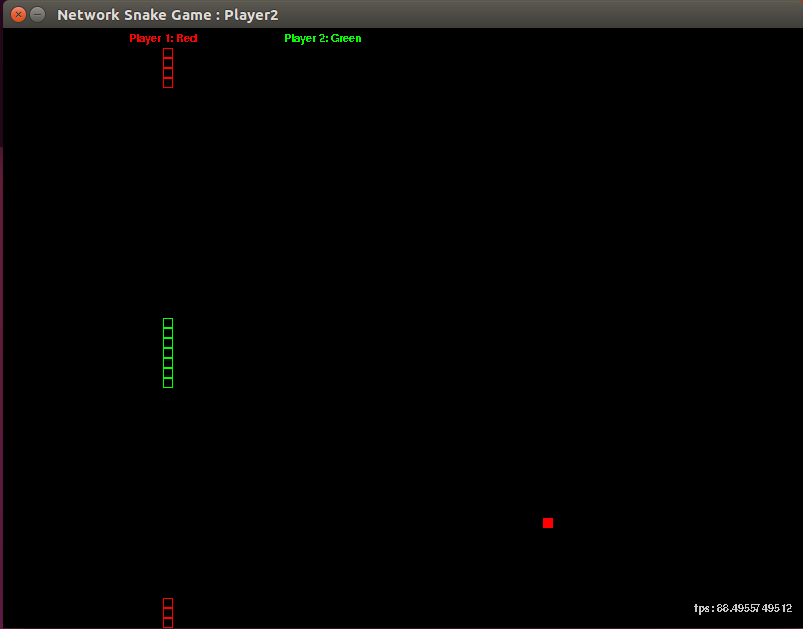 Network Snake Game : Player2
Player 1: Red
Player 2: Green
fps : 88.4955749512